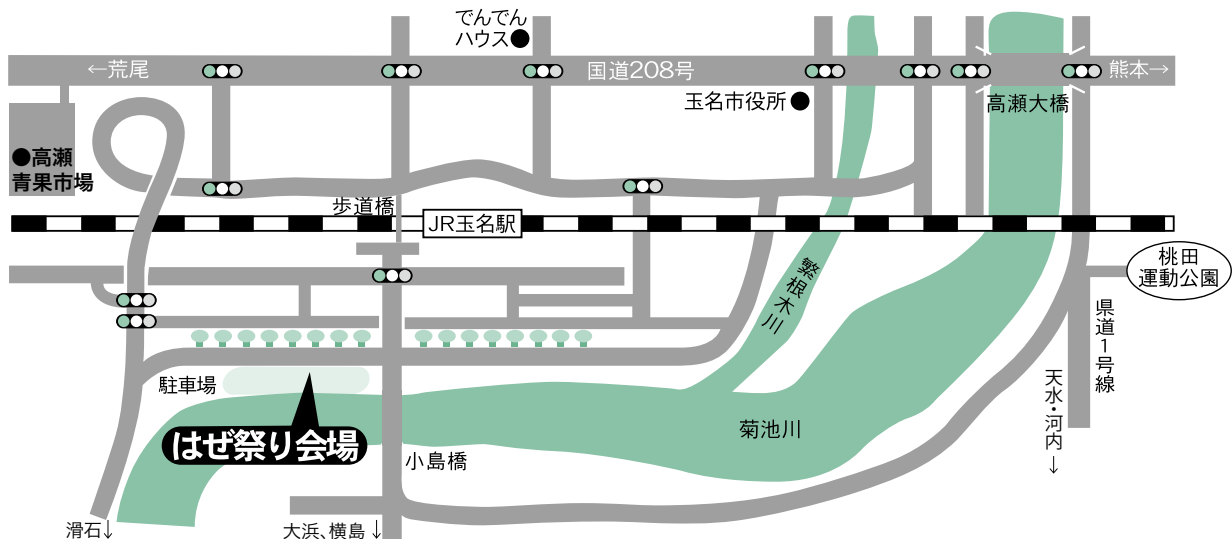 でんでん
ハウス●
←荒尾
国道208号
熊本→
玉名市役所●
高瀬大橋
●高瀬
青果市場
歩道橋
JR玉名駅
桃田
運動公園
繁根木川
県道1号線
駐車場
天水・河内↓
はぜ祭り会場
菊池川
小島橋
滑石↓
大浜、横島↓